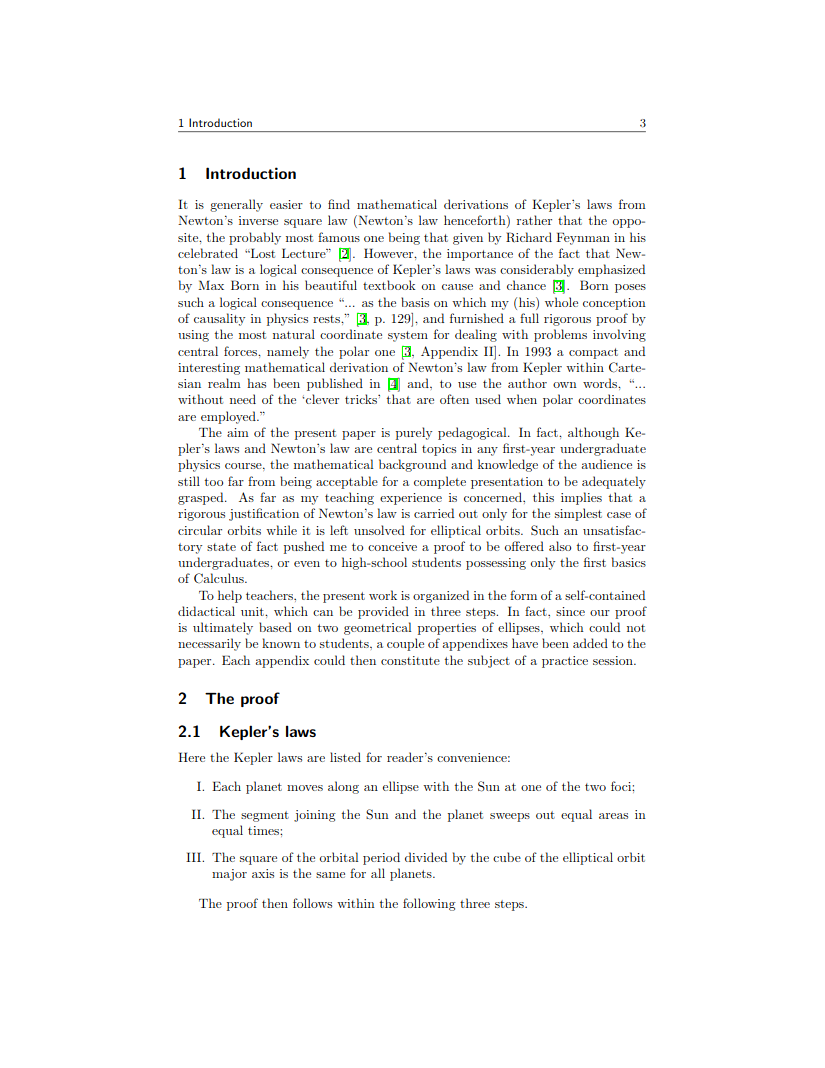 1 Introduction 3
1 Introduction
It is generally easier to find mathematical derivations of Kepler's laws from
Newton's inverse square law (Newton's law henceforth) rather that the oppo-
site, the probably most famous one being that given by Richard Feynman in his
celebrated “Lost Lecture” [2]. However, the importance of the fact that New-
ton's law is a logical consequence of Kepler's laws was considerably emphasized
by Max Born in his beautiful textbook on cause and chance [3]. Born poses
such a logical consequence “... as the basis on which my (his) whole conception
of causality in physics rests,” [3, p. 129], and furnished a full rigorous proof by
using the most natural coordinate system for dealing with problems involving
central forces, namely the polar one [3, Appendix II]. In 1993 a compact and
interesting mathematical derivation of Newton's law from Kepler within Carte-
sian realm has been published in [4] and, to use the author own words, “...
without need of the ‘clever tricks’ that are often used when polar coordinates
are employed.”
The aim of the present paper is purely pedagogical. In fact, although Ke-
pler's laws and Newton's law are central topics in any first-year undergraduate
physics course, the mathematical background and knowledge of the audience is
still too far from being acceptable for a complete presentation to be adequately
grasped. As far as my teaching experience is concerned, this implies that a
rigorous justification of Newton's law is carried out only for the simplest case of
circular orbits while it is left unsolved for elliptical orbits. Such an unsatisfac-
tory state of fact pushed me to conceive a proof to be offered also to first-year
undergraduates, or even to high-school students possessing only the first basics
of Calculus.
To help teachers, the present work is organized in the form of a self-contained
didactical unit, which can be provided in three steps. In fact, since our proof
is ultimately based on two geometrical properties of ellipses, which could not
necessarily be known to students, a couple of appendixes have been added to the
paper. Each appendix could then constitute the subject of a practice session.
2 The proof
2.1 Kepler's laws
Here the Kepler laws are listed for reader's convenience:
I. Each planet moves along an ellipse with the Sun at one of the two foci;
II. The segment joining the Sun and the planet sweeps out equal areas in
equal times;
III. The square of the orbital period divided by the cube of the elliptical orbit
major axis is the same for all planets.
The proof then follows within the following three steps.